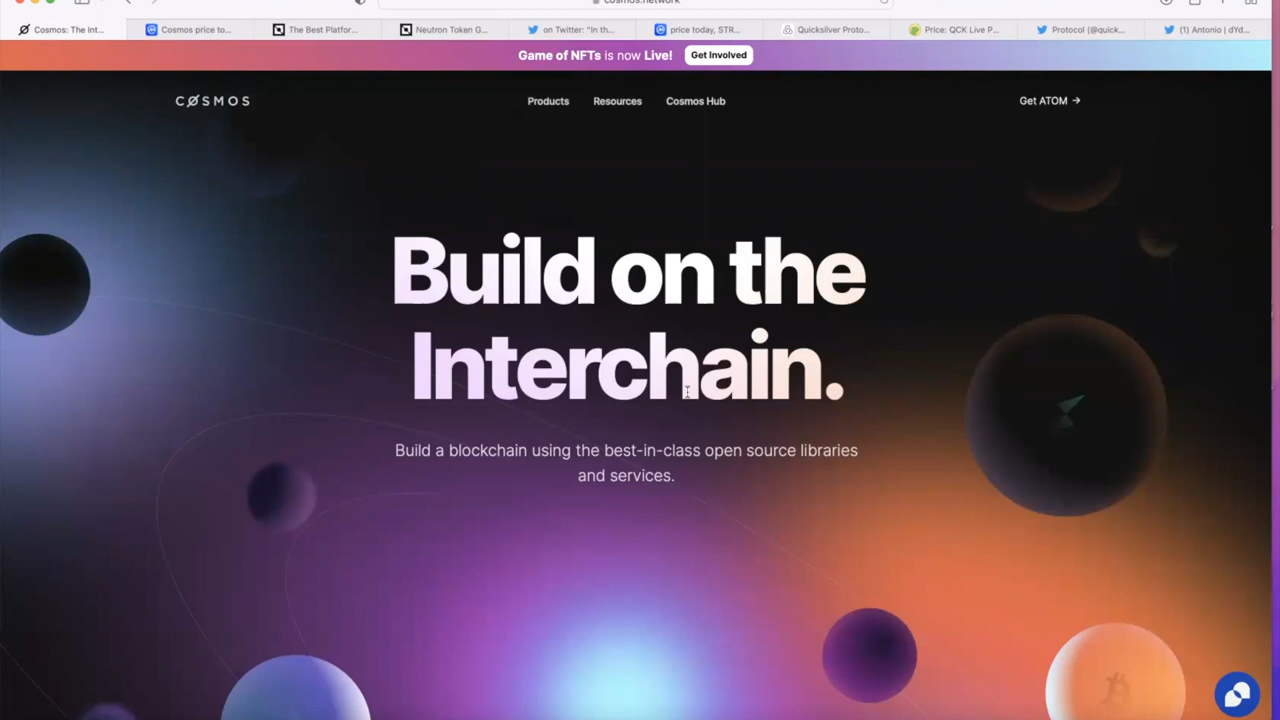 cosmos.network
Cosmos: The Int...
Cosmos price to...
The Best Platfor...
Neutron Token G...
on Twitter: "In th...
price today, STR...
Quicksilver Proto...
Price: QCK Live P...
Protocol (@quick...
(1) Antonio | dYd...
Game of NFTs is now Live! Get Involved
CØSMOS
Products
Resources
Cosmos Hub
Get ATOM →
Build on the
Interchain.
Build a blockchain using the best-in-class open source libraries
and services.